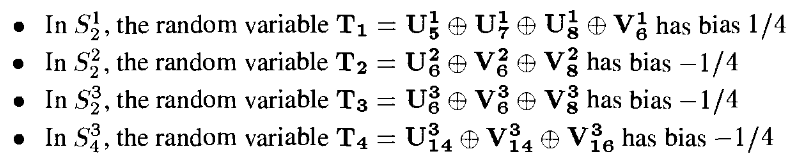 • In $S_2^1$, the random variable $\mathbf{T_1} = \mathbf{U_5^1} \oplus \mathbf{U_7^1} \oplus \mathbf{U_8^1} \oplus \mathbf{V_6^1}$ has bias $1/4$
• In $S_2^2$, the random variable $\mathbf{T_2} = \mathbf{U_6^2} \oplus \mathbf{V_6^2} \oplus \mathbf{V_8^2}$ has bias $-1/4$
• In $S_2^3$, the random variable $\mathbf{T_3} = \mathbf{U_6^3} \oplus \mathbf{V_6^3} \oplus \mathbf{V_8^3}$ has bias $-1/4$
• In $S_4^3$, the random variable $\mathbf{T_4} = \mathbf{U_{14}^3} \oplus \mathbf{V_{14}^3} \oplus \mathbf{V_{16}^3}$ has bias $-1/4$